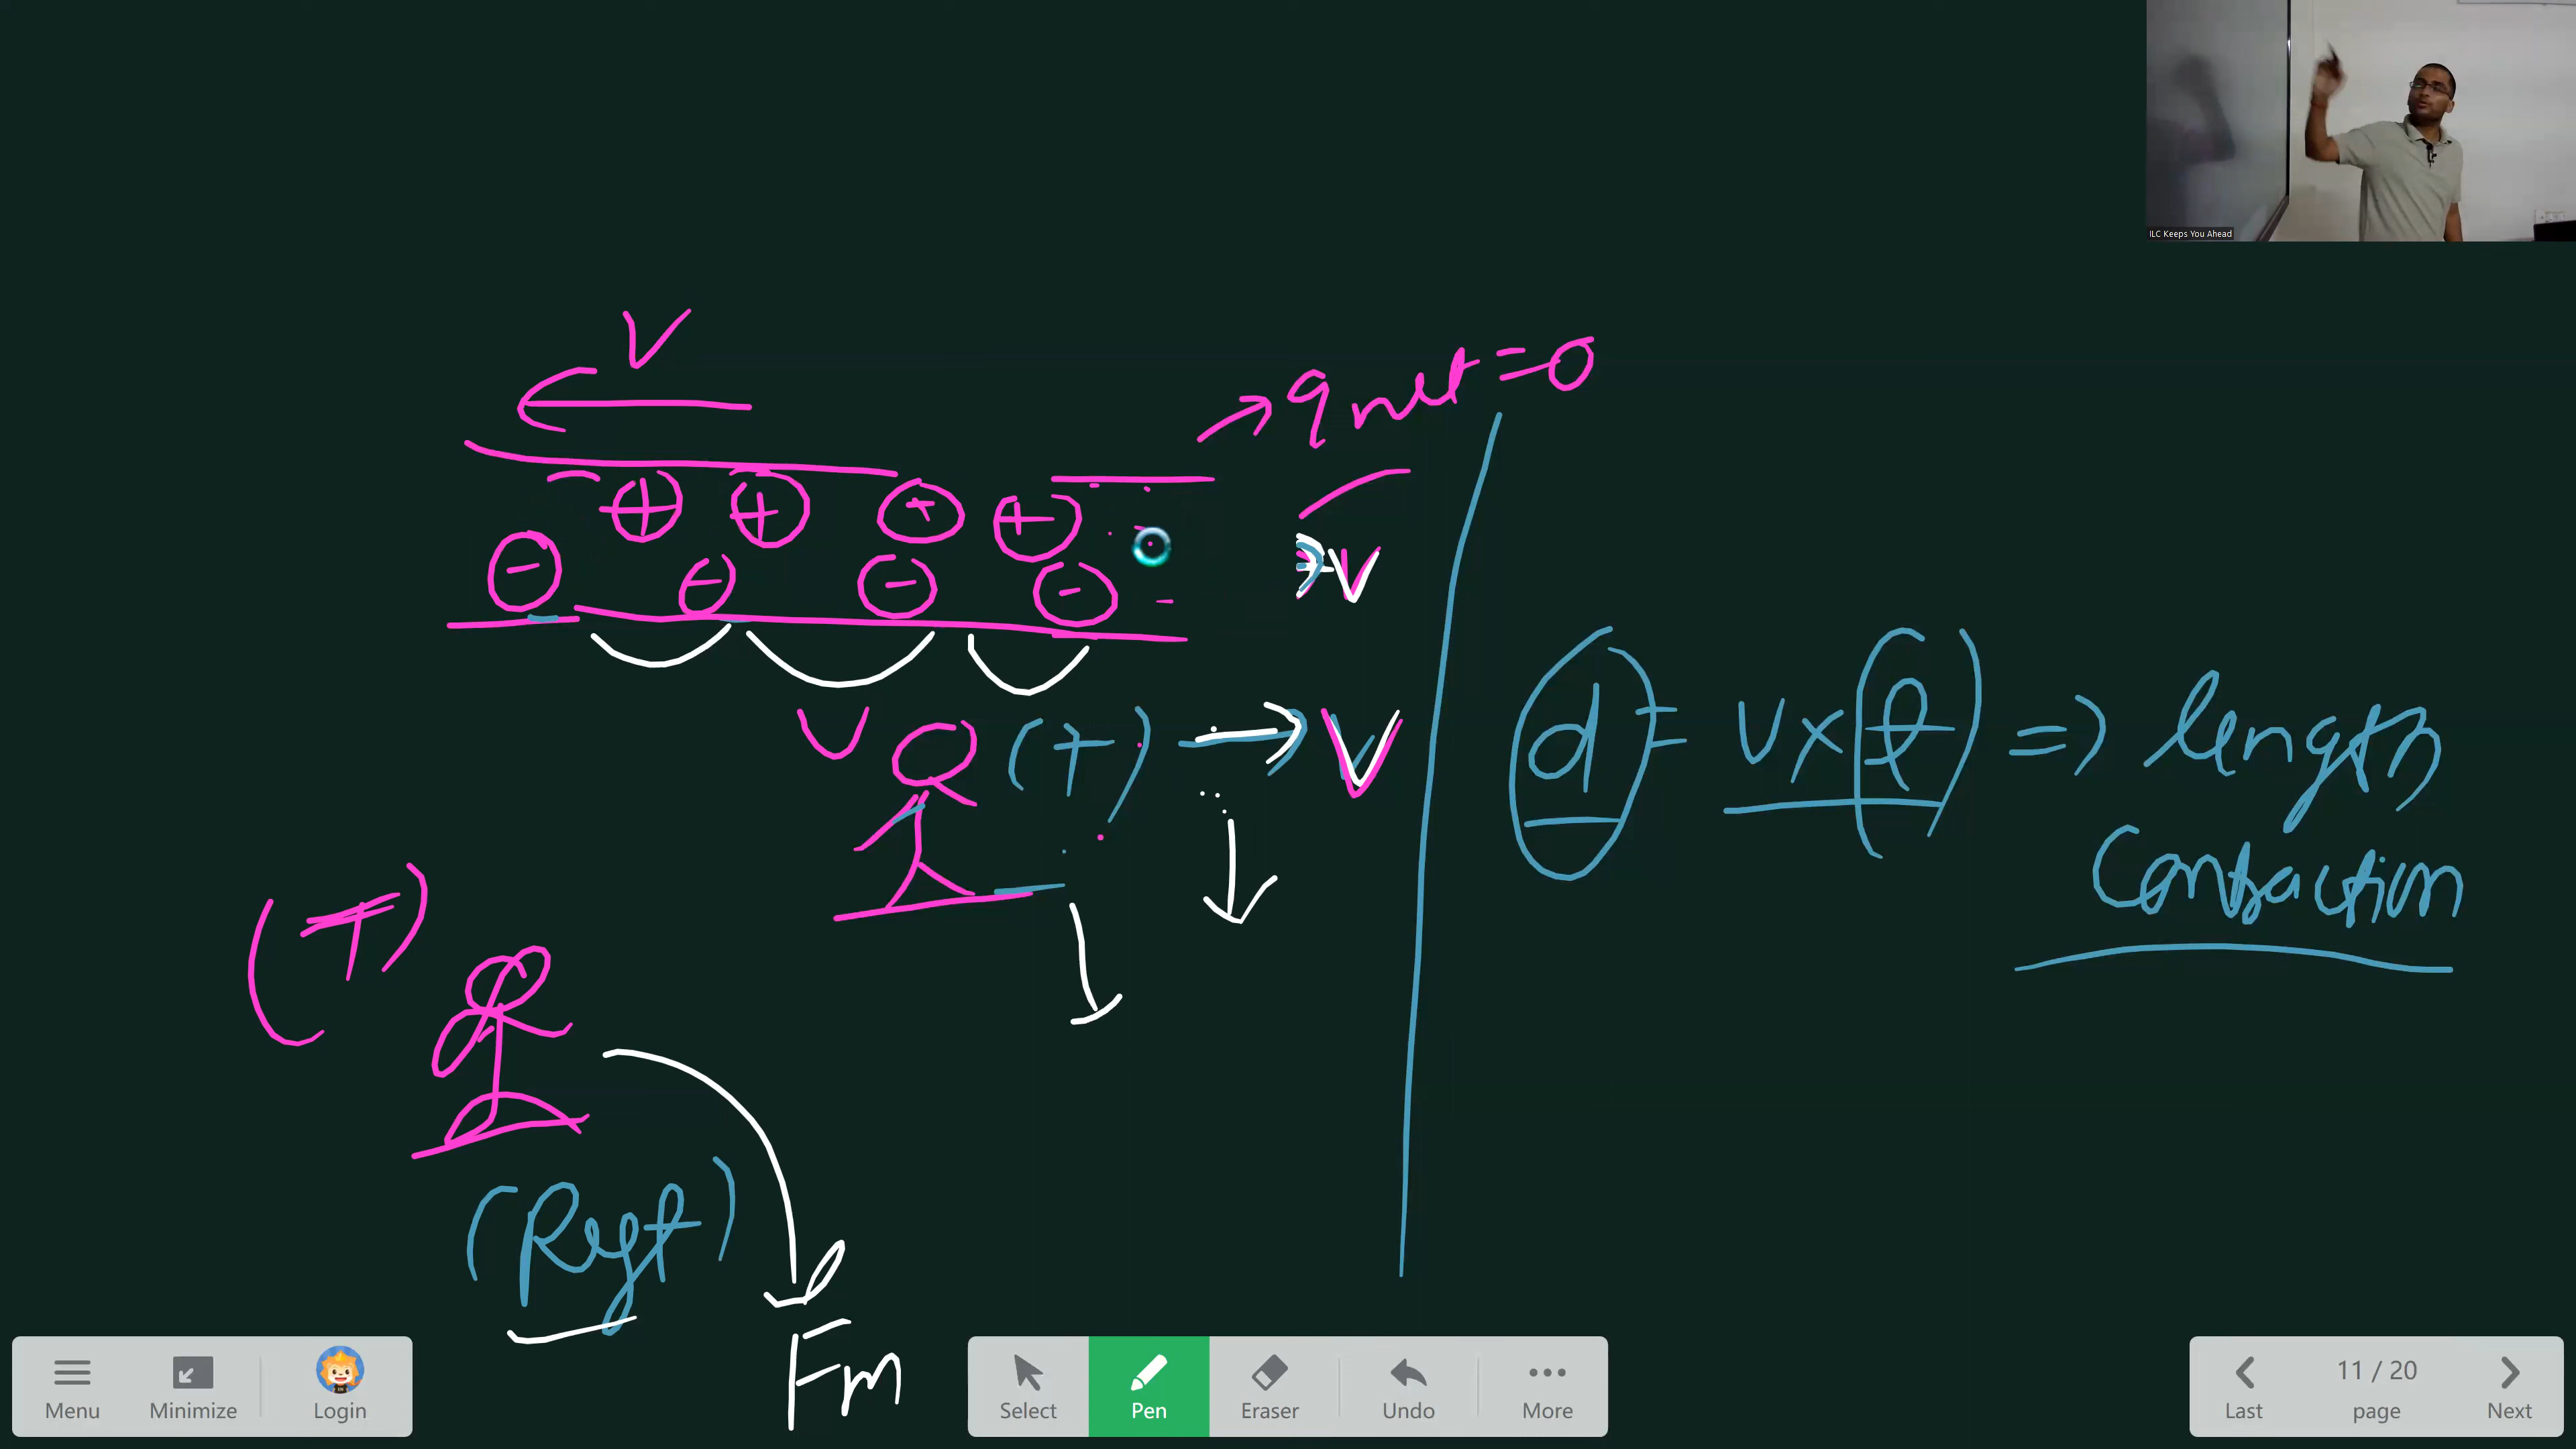 ILC Keeps You Ahead
V
qnet=0
+ + + +
- - - -
V
V (+) → V
d = v×t ⇒ length
Contraction
(T)
(Rest)
Fm
Menu Minimize Login Select Pen Eraser Undo More Last 11 / 20 page Next